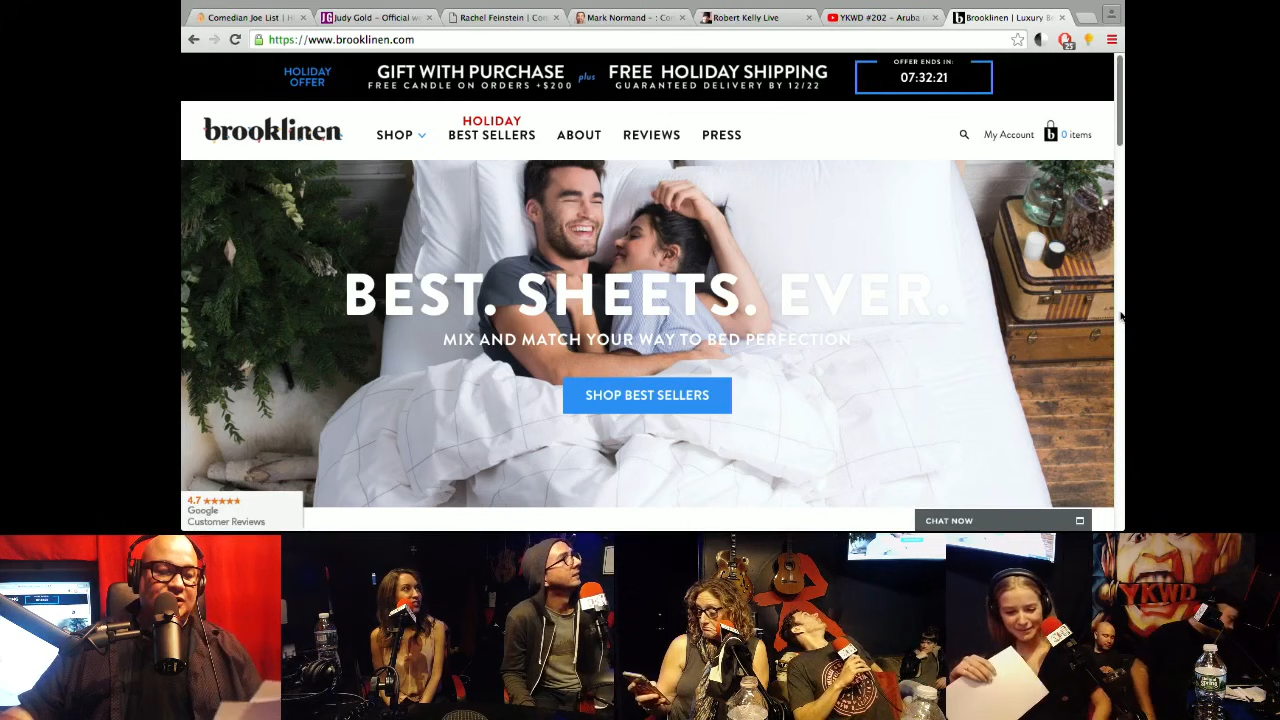 Comedian Joe List | H
Judy Gold – Official w
Rachel Feinstein | Co
Mark Normand – : Co
Robert Kelly Live
YKWD #202 – Aruba
Brooklinen | Luxury B
https://www.brooklinen.com
25
HOLIDAY OFFER
GIFT WITH PURCHASE plus FREE HOLIDAY SHIPPING
FREE CANDLE ON ORDERS +$200
GUARANTEED DELIVERY BY 12/22
OFFER ENDS IN:
07:32:21
brooklinen
SHOP
HOLIDAY
BEST SELLERS
ABOUT
REVIEWS
PRESS
My Account
b
0 items
BEST. SHEETS. EVER.
MIX AND MATCH YOUR WAY TO BED PERFECTION
SHOP BEST SELLERS
4.7
Google
Customer Reviews
CHAT NOW
YKWD